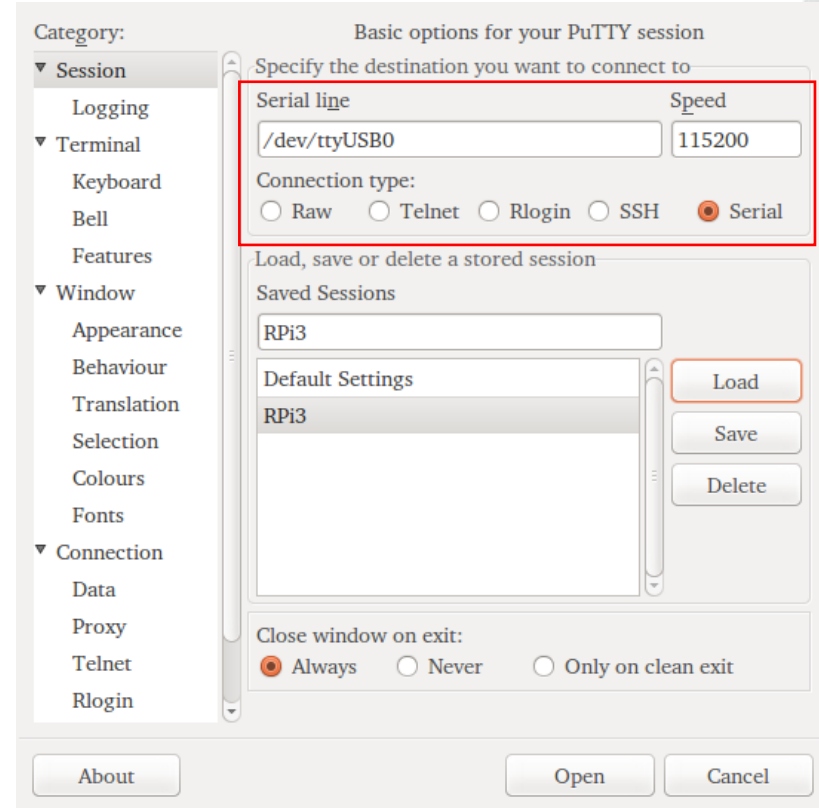 Category:
Basic options for your PuTTY session
Session
Logging
Terminal
Keyboard
Bell
Features
Window
Appearance
Behaviour
Translation
Selection
Colours
Fonts
Connection
Data
Proxy
Telnet
Rlogin
Specify the destination you want to connect to
Serial line Speed
/dev/ttyUSB0 115200
Connection type:
Raw Telnet Rlogin SSH Serial
Load, save or delete a stored session
Saved Sessions
RPi3
Default Settings
RPi3
Load
Save
Delete
Close window on exit:
Always Never Only on clean exit
About Open Cancel